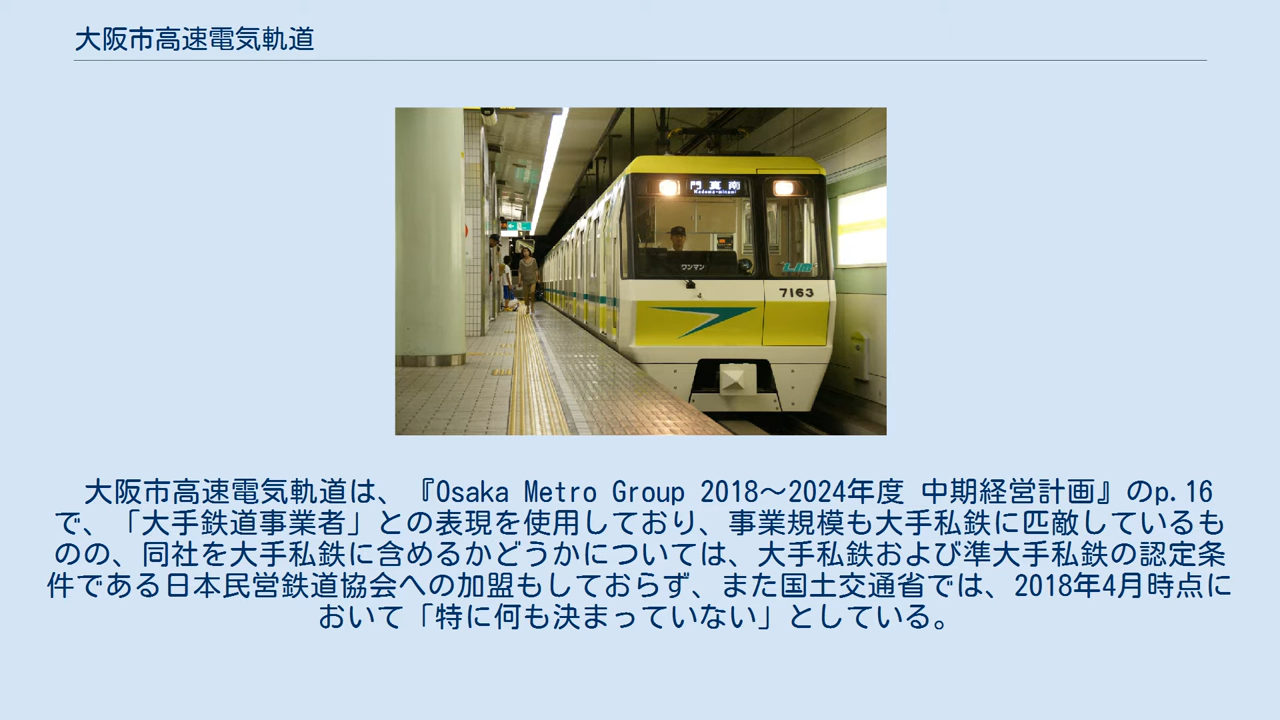 大阪市高速電気軌道
門真南
Kadoma-minami
ワンマン
7163
大阪市高速電気軌道は、『Osaka Metro Group 2018～2024年度 中期経営計画』のp.16
で、「大手鉄道事業者」との表現を使用しており、事業規模も大手私鉄に匹敵しているも
のの、同社を大手私鉄に含めるかどうかについては、大手私鉄および準大手私鉄の認定条
件である日本民営鉄道協会への加盟もしておらず、また国土交通省では、2018年4月時点に
おいて「特に何も決まっていない」としている。